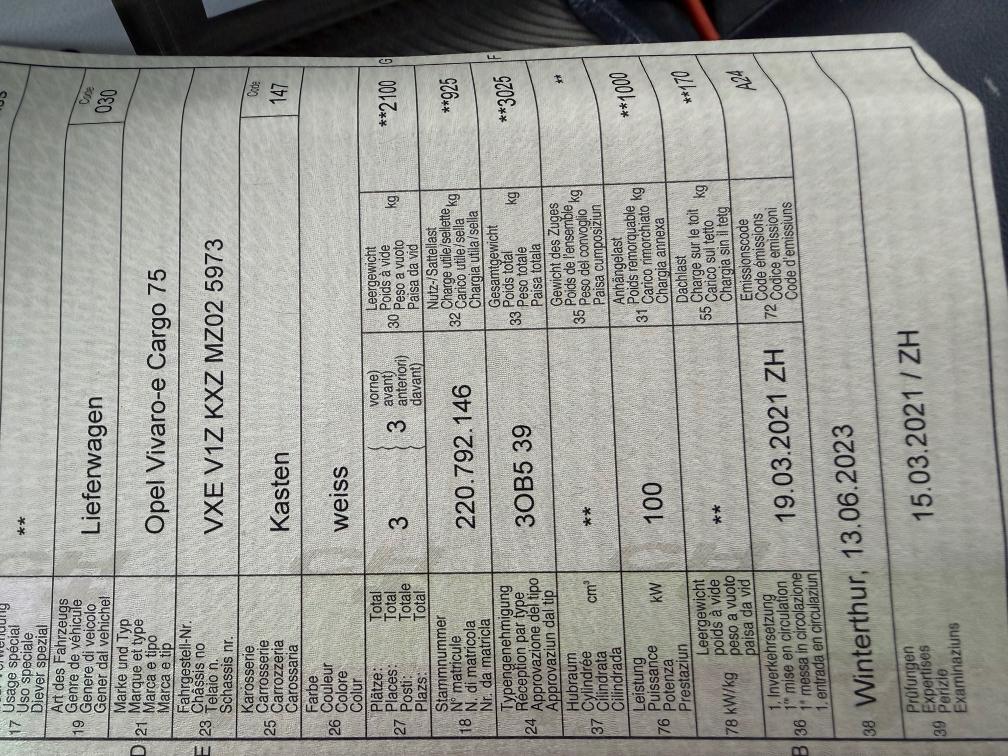 17 Usage spécial
Uso speciale
Diever spezial
**
Art des Fahrzeugs
Genre de véhicule
19 Genere di veicolo
Gener dal vehichel
Lieferwagen
Code
030
D
Marke und Typ
21 Marque et type
Marca e tipo
Marca e tip
Opel Vivaro-e Cargo 75
E
Fahrgestell-Nr.
23 Châssis no
Telaio n.
Schassis nr.
VXE V1Z KXZ MZ02 5973
Karosserie
25 Carrosserie
Carrozzeria
Carossaria
Kasten
Code
147
Farbe
26 Couleur
Colore
Colur
weiss
Plätze: Total
27 Places: Total
Posti: Totale
Plazs: Total
3
3
vorne)
avant)
anteriori)
davant)
Leergewicht
30 Poids à vide kg
Peso a vuoto
Paisa da vid
**2100
G
Stammnummer
18 N° matricule
N. di matricola
Nr. da matricla
220.792.146
Nutz-/Sattellast
32 Charge utile/sellette kg
Carico utile/sella
Chargia utila/sella
**925
Typengenehmigung
24 Réception par type
Approvazione del tipo
Approvaziun dal tip
3OB5 39
Gesamtgewicht
33 Poids total kg
Peso totale
Paisa totala
**3025
F
Hubraum
37 Cylindrée cm³
Cilindrata
Cilindrada
**
Gewicht des Zuges
35 Poids de l'ensemble kg
Peso del convoglio
Paisa cumposiziun
**
Leistung
76 Puissance kW
Potenza
Prestaziun
100
Anhängelast
31 Poids remorquable kg
Carico rimorchiato
Chargia annexa
**1000
Leergewicht
78 kW/kg poids à vide
peso a vuoto
paisa da vid
**
Dachlast
55 Charge sur le toit kg
Carico sul tetto
Chargia sin il tetg
**170
B
1. Inverkehrsetzung
36 1re mise en circulation
1a messa in circolazione
1. entrada en circulaziun
19.03.2021 ZH
Emissionscode
72 Code émissions
Codice emissioni
Code d'emissiuns
A24
38 Winterthur, 13.06.2023
Prüfungen
39 Expertises
Perizie
Examinaziuns
15.03.2021 / ZH